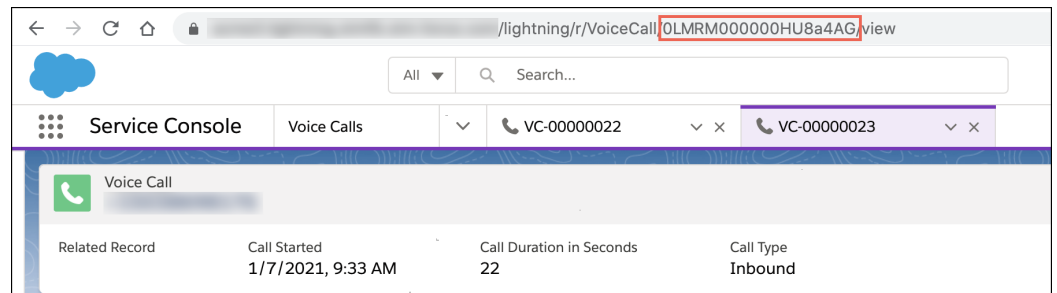 /lightning/r/VoiceCall/0LMRM000000HU8a4AG/view
All Search...
Service Console Voice Calls VC-00000022 VC-00000023
Voice Call
Related Record Call Started Call Duration in Seconds Call Type
1/7/2021, 9:33 AM 22 Inbound